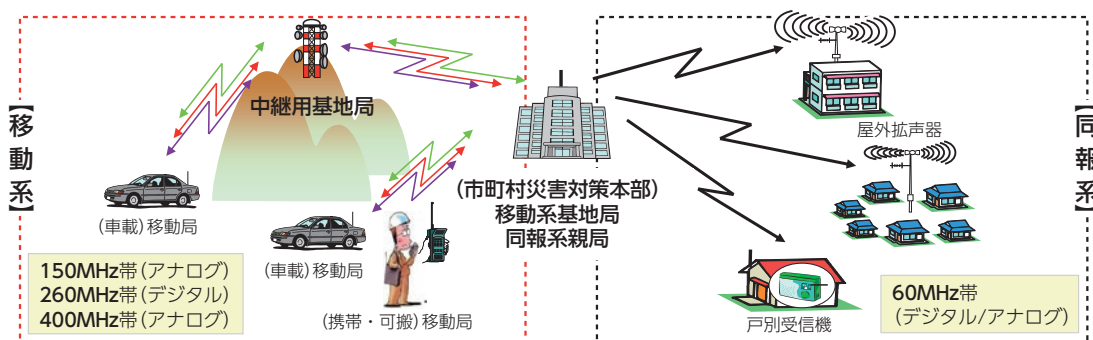 【移動系】
中継用基地局
(車載)移動局
(車載)移動局
(携帯・可搬)移動局
150MHz帯(アナログ)
260MHz帯(デジタル)
400MHz帯(アナログ)
(市町村災害対策本部)
移動系基地局
同報系親局
屋外拡声器
戸別受信機
60MHz帯
(デジタル/アナログ)
【同報系】